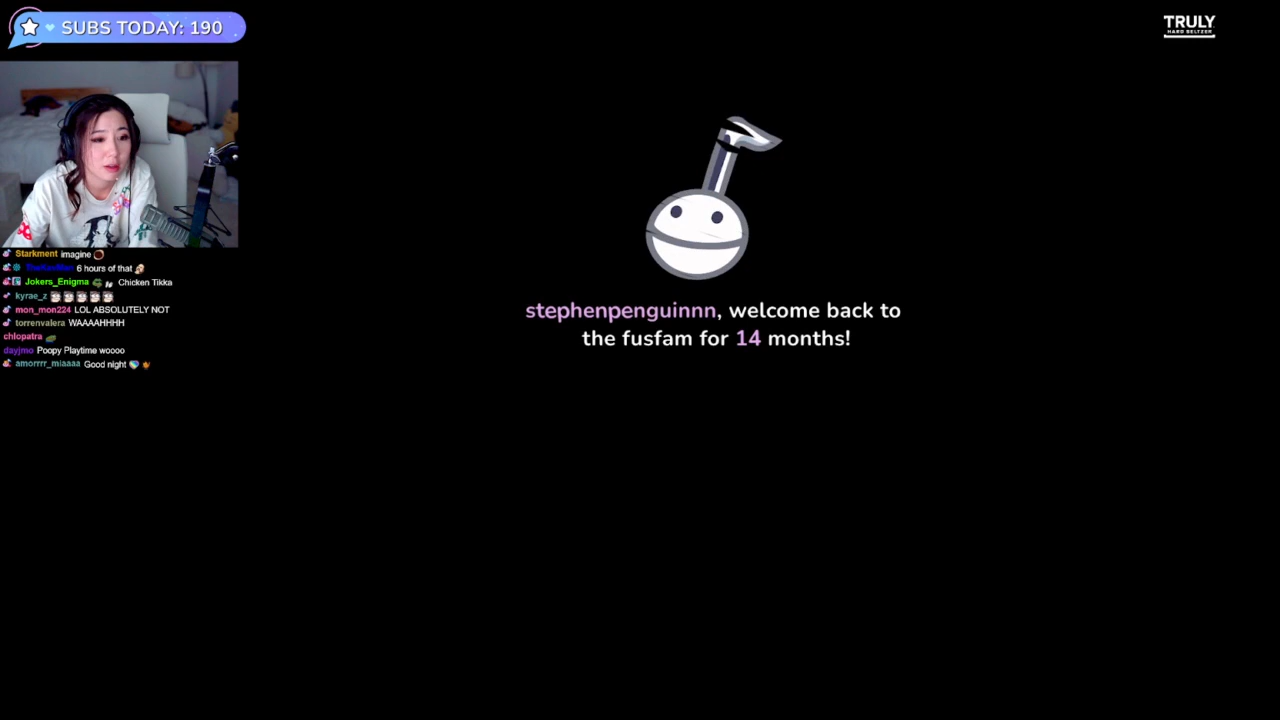 SUBS TODAY: 190
TRULY
HARD SELTZER
Starkment imagine
6 hours of that
Jokers_Enigma Chicken Tikka
kyrae_z
mon_mon224 LOL ABSOLUTELY NOT
torrenvalera WAAAAHHHH
chlopatra
dayjmo Poopy Playtime woooo
amorrrr_miaaaa Good night
stephenpenguinnn, welcome back to
the fusfam for 14 months!